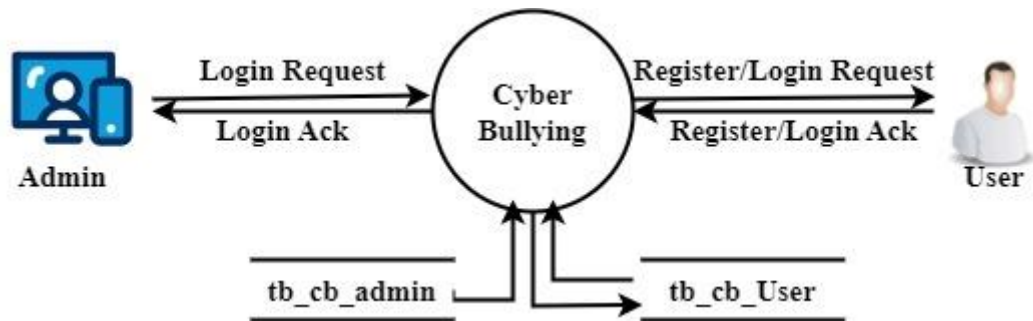 Login Request
Register/Login Request
Cyber
Bullying
Login Ack
Register/Login Ack
Admin
User
tb_cb_admin
tb_cb_User